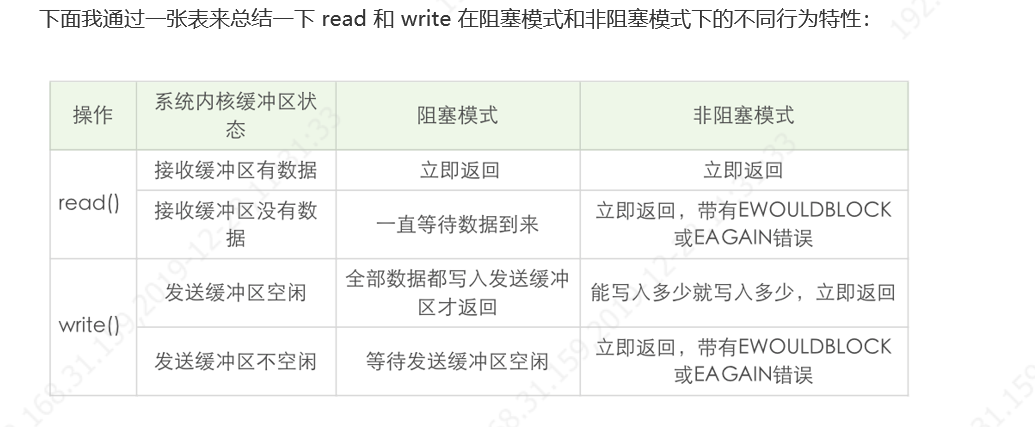 下面我通过一张表来总结一下 read 和 write 在阻塞模式和非阻塞模式下的不同行为特性：
操作
系统内核缓冲区状
态
阻塞模式
非阻塞模式
read()
接收缓冲区有数据
立即返回
立即返回
接收缓冲区没有数
据
一直等待数据到来
立即返回，带有EWOULDBLOCK
或EAGAIN错误
write()
发送缓冲区空闲
全部数据都写入发送缓冲
区才返回
能写入多少就写入多少，立即返回
发送缓冲区不空闲
等待发送缓冲区空闲
立即返回，带有EWOULDBLOCK
或EAGAIN错误